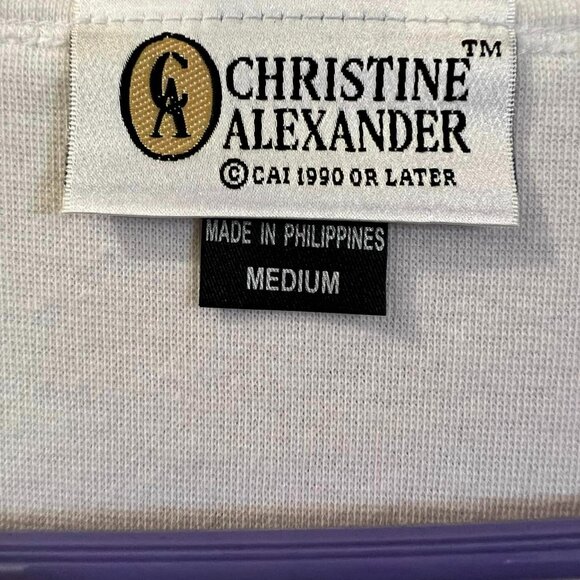 CA
CHRISTINE™
ALEXANDER
© CAI 1990 OR LATER
MADE IN PHILIPPINES
MEDIUM